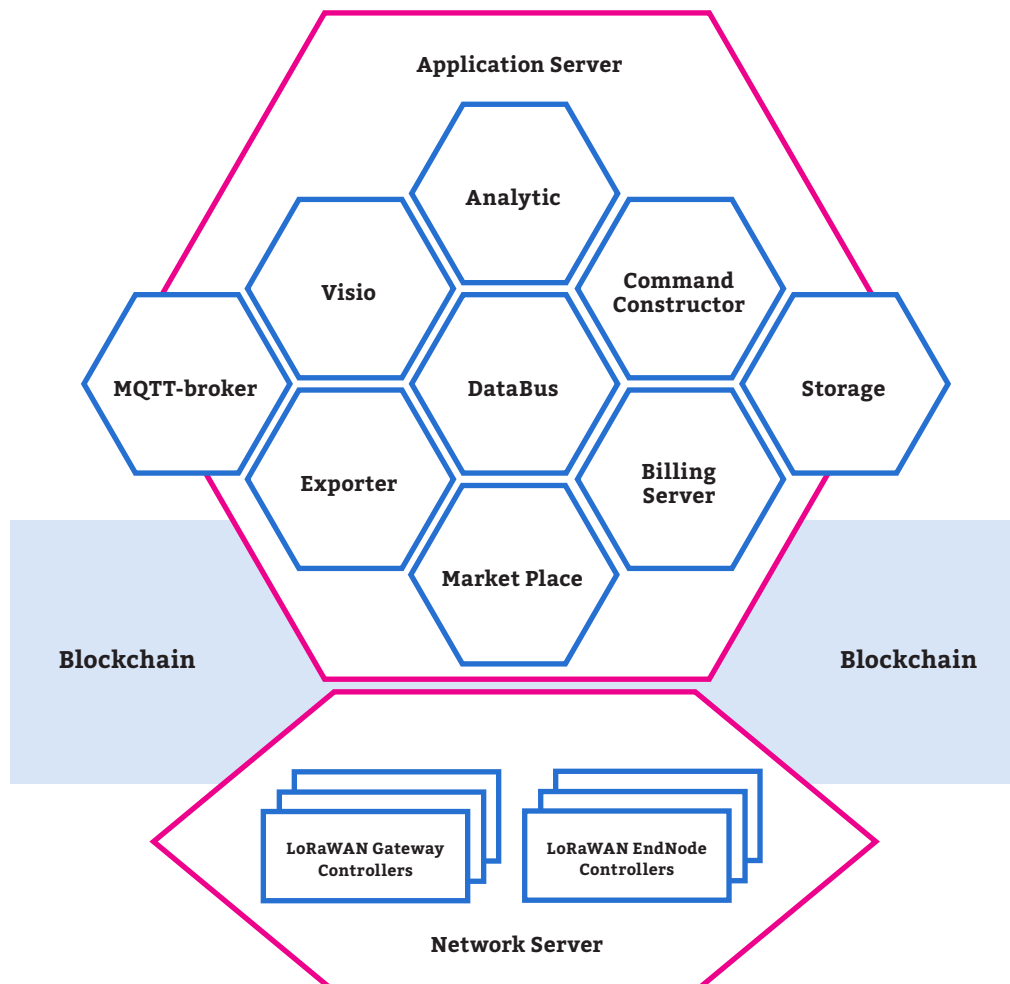 Application Server
Analytic
Visio
Command
Constructor
MQTT-broker
DataBus
Storage
Exporter
Billing
Server
Market Place
Blockchain
Blockchain
LoRaWAN Gateway
Controllers
LoRaWAN EndNode
Controllers
Network Server